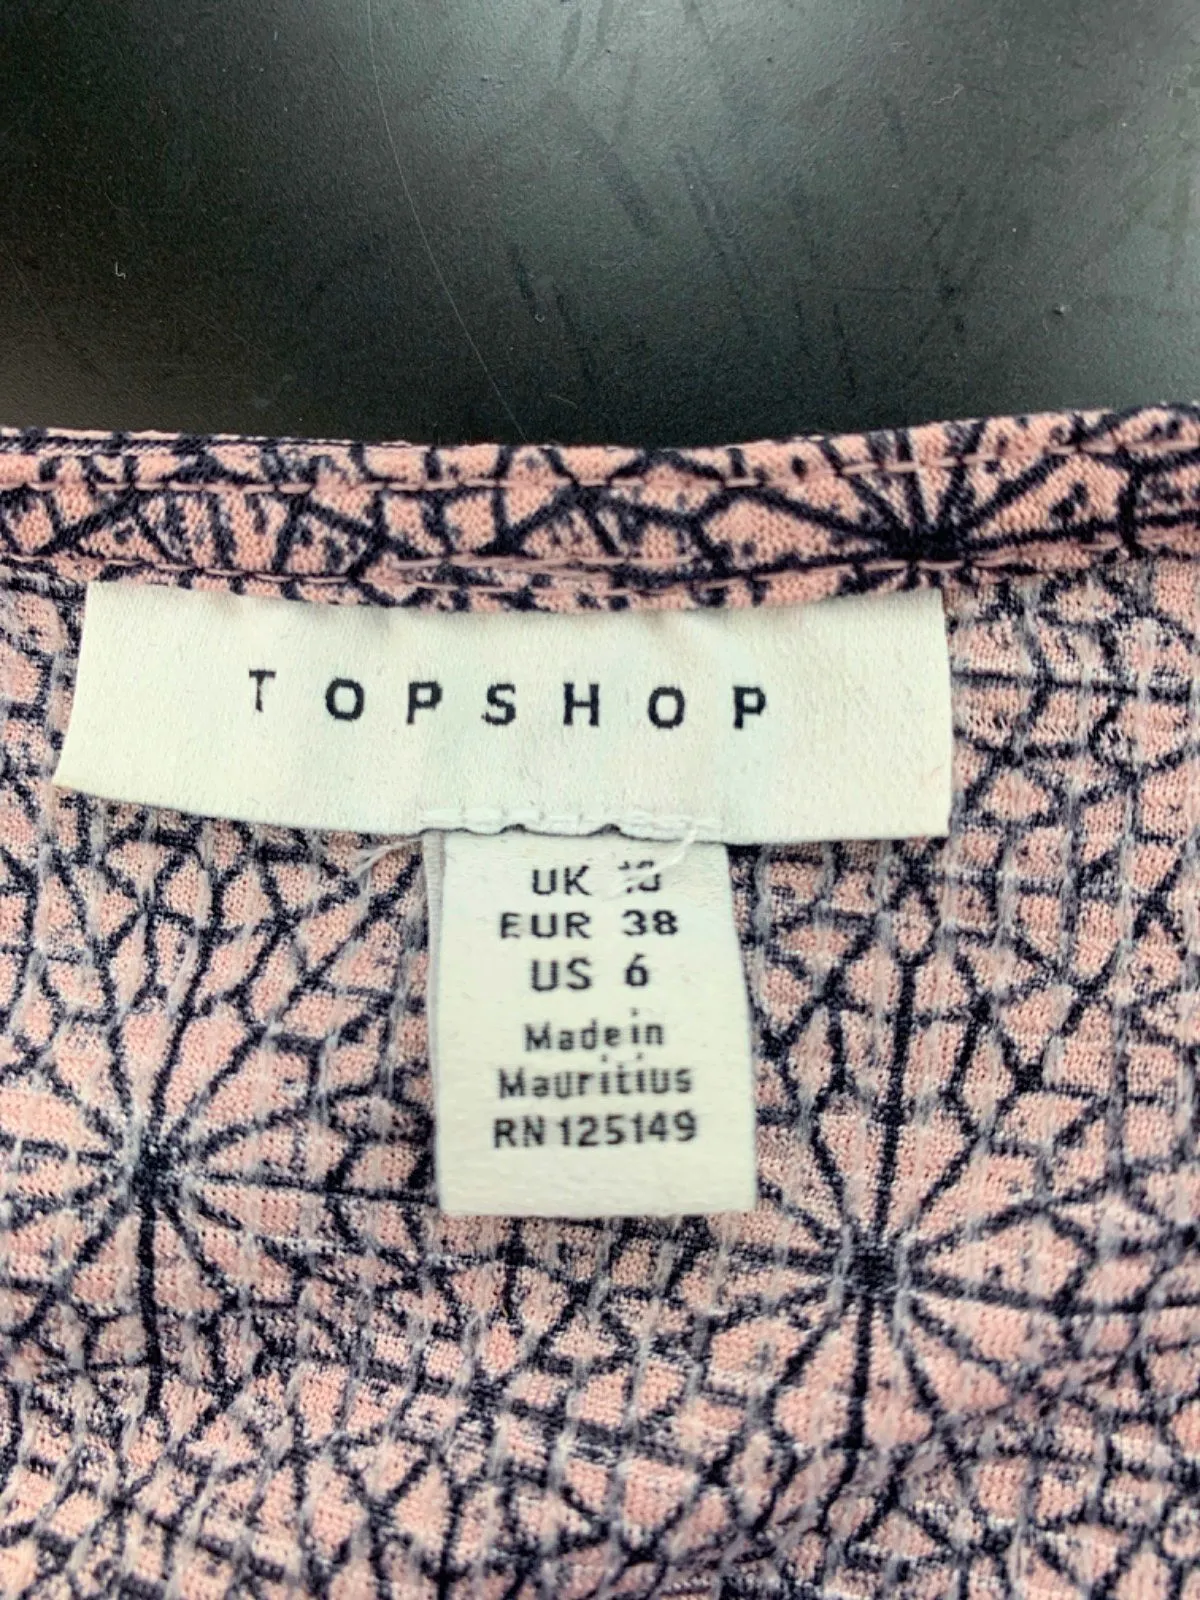 TOPSHOP
UK 10
EUR 38
US 6
Made in
Mauritius
RN 125149